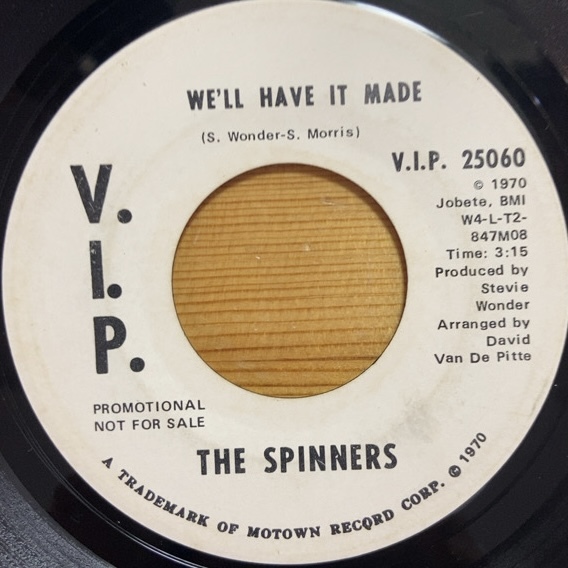 WE'LL HAVE IT MADE
(S. Wonder-S. Morris)
V.I.P. 25060
© 1970
Jobete, BMI
W4-L-T2-
847M08
Time: 3:15
Produced by
Stevie
Wonder
Arranged by
David
Van De Pitte
V.
I.
P.
PROMOTIONAL
NOT FOR SALE
THE SPINNERS
A TRADEMARK OF MOTOWN RECORD CORP. © 1970